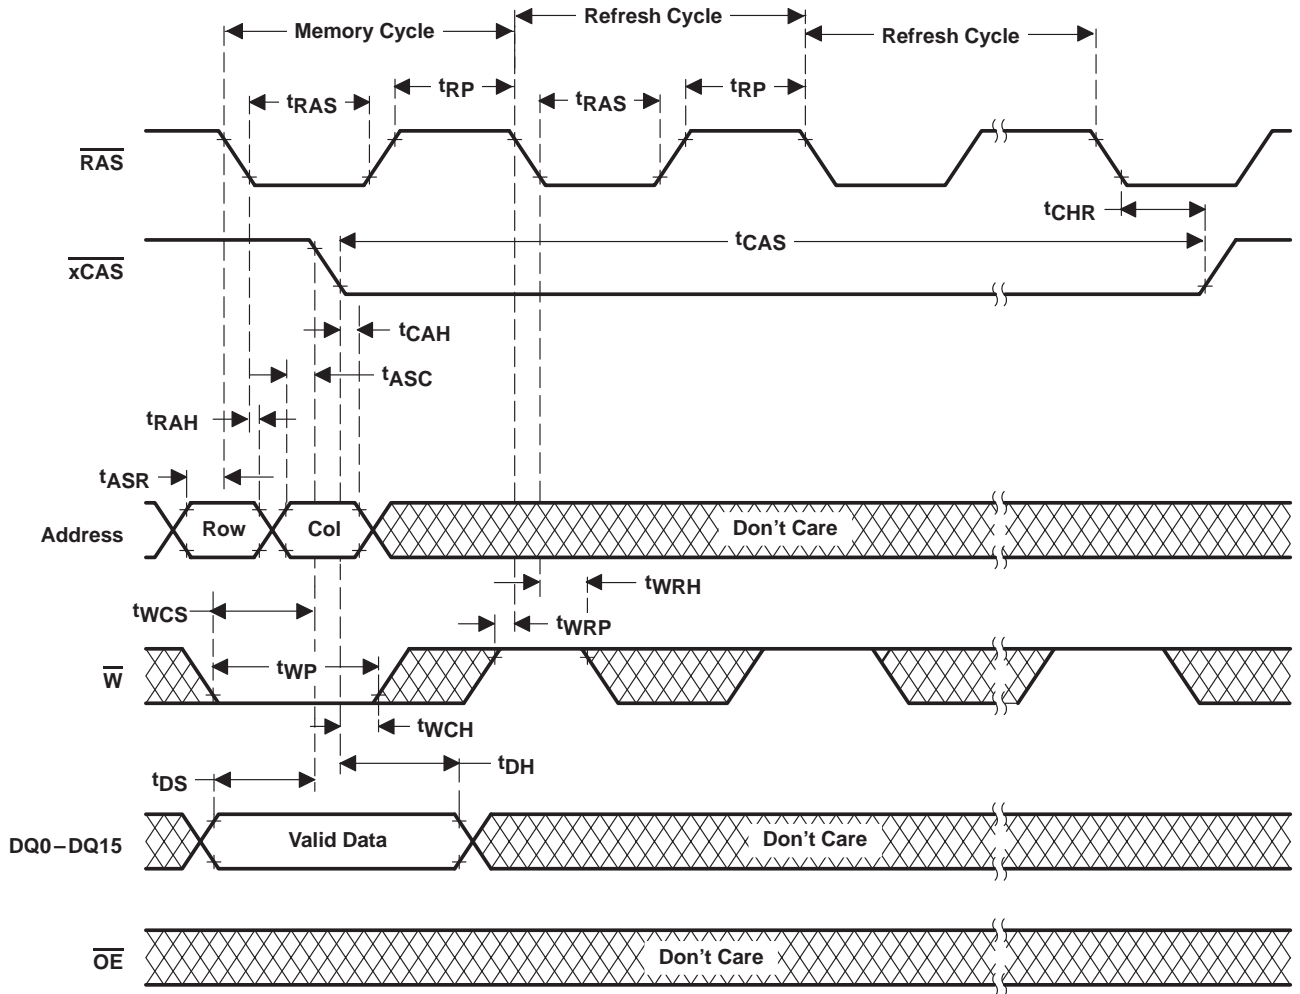 Memory Cycle
Refresh Cycle
Refresh Cycle
tRAS
tRP
tRAS
tRP
RAS
tCHR
tCAS
xCAS
tCAH
tASC
tRAH
tASR
Address
Row
Col
Don't Care
tWRH
tWCS
tWRP
tWP
W
tWCH
tDS
tDH
DQ0–DQ15
Valid Data
Don't Care
OE
Don't Care